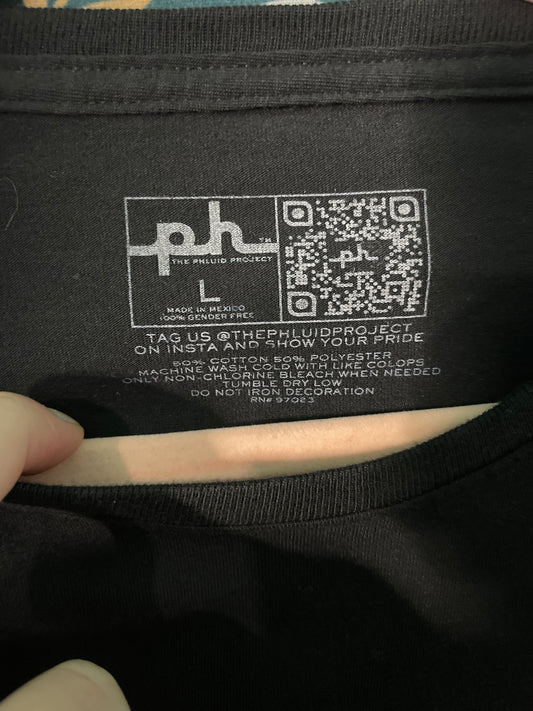 ph™
THE PHLUID PROJECT
L
MADE IN MEXICO
100% GENDER FREE
ph
TAG US @THEPHLUIDPROJECT
ON INSTA AND SHOW YOUR PRIDE
50% COTTON 50% POLYESTER
MACHINE WASH COLD WITH LIKE COLORS
ONLY NON-CHLORINE BLEACH WHEN NEEDED
TUMBLE DRY LOW
DO NOT IRON DECORATION
RN# 97023